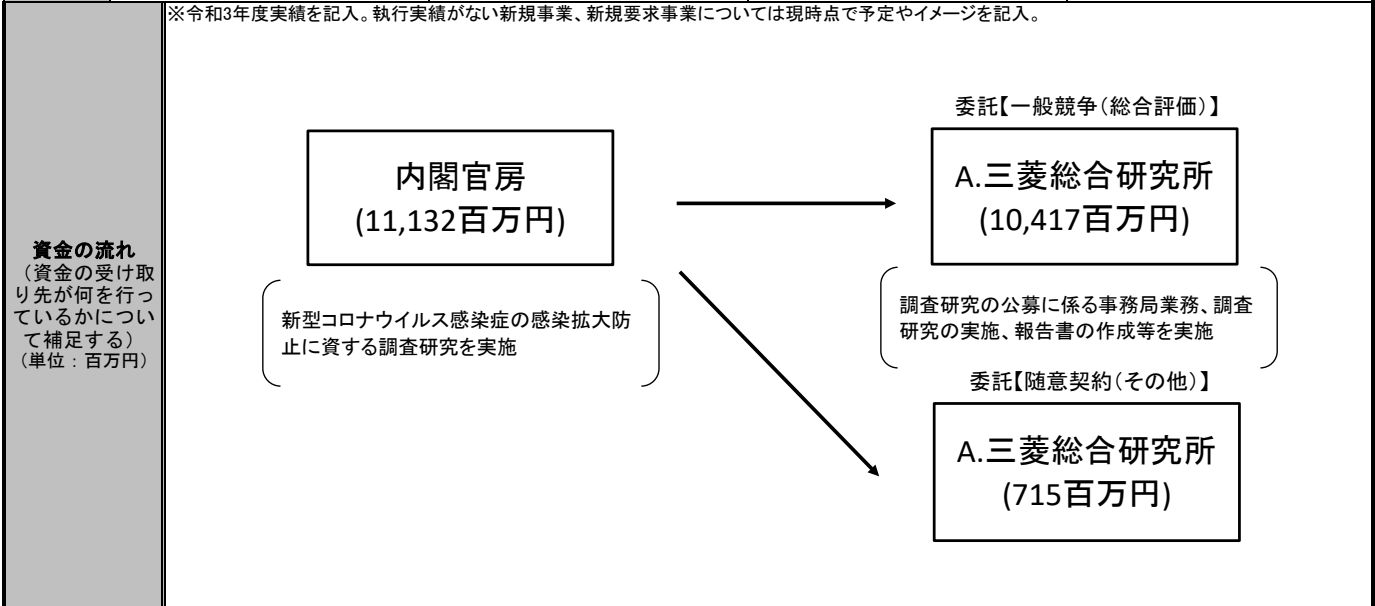 ※令和3年度実績を記入。執行実績がない新規事業、新規要求事業については現時点で予定やイメージを記入。
資金の流れ
（資金の受け取
り先が何を行っ
ているかについ
て補足する）
（単位：百万円）
内閣官房
(11,132百万円)
新型コロナウイルス感染症の感染拡大防
止に資する調査研究を実施
委託【一般競争（総合評価）】
A.三菱総合研究所
(10,417百万円)
調査研究の公募に係る事務局業務、調査
研究の実施、報告書の作成等を実施
委託【随意契約（その他）】
A.三菱総合研究所
(715百万円)